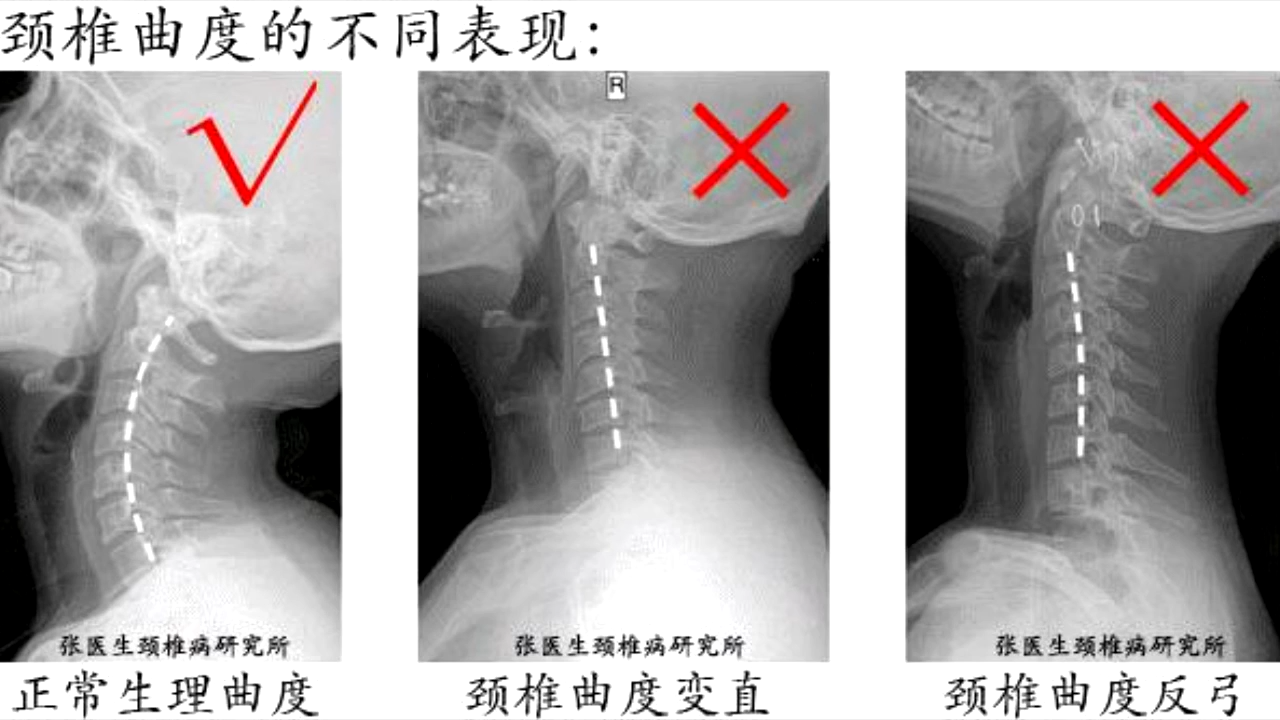 颈椎曲度的不同表现：
R
张医生颈椎病研究所
张医生颈椎病研究所
张医生颈椎病研究所
正常生理曲度
颈椎曲度变直
颈椎曲度反弓